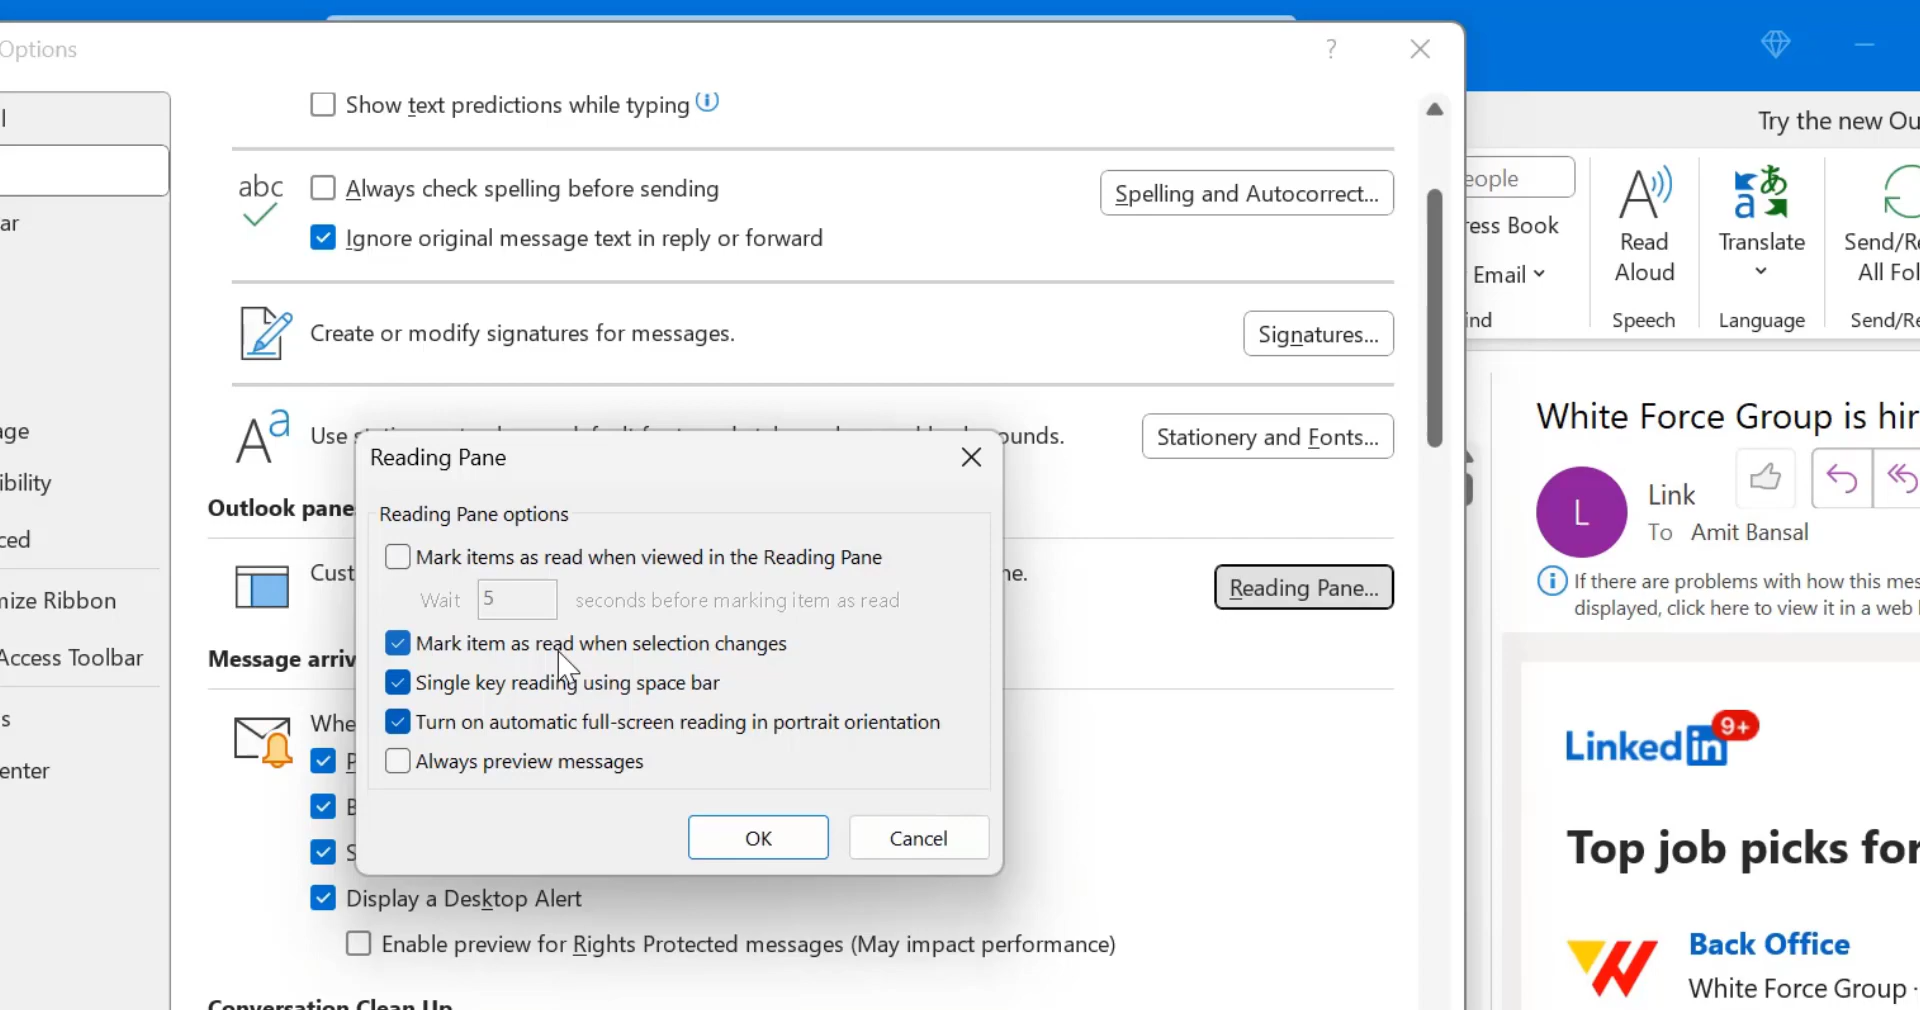 Options
Show text predictions while typing
abc
Always check spelling before sending
Spelling and Autocorrect...
Ignore original message text in reply or forward
Create or modify signatures for messages.
Signatures...
Aa
Use
ounds.
Stationery and Fonts...
Outlook pane
Cust
ne.
Reading Pane...
Message arriv
Whe
P
B
S
Display a Desktop Alert
Enable preview for Rights Protected messages (May impact performance)
Conversation Clean Up
l
ar
age
ibility
ced
mize Ribbon
Access Toolbar
s
enter
Reading Pane
Reading Pane options
Mark items as read when viewed in the Reading Pane
Wait 5 seconds before marking item as read
Mark item as read when selection changes
Single key reading using space bar
Turn on automatic full-screen reading in portrait orientation
Always preview messages
OK
Cancel
Try the new Ou
eople
ress Book
Email
ind
Read
Aloud
Speech
Translate
Language
Send/Re
All Fol
Send/Re
White Force Group is hir
L
Link
To Amit Bansal
If there are problems with how this mes
displayed, click here to view it in a web
LinkedIn 9+
Top job picks for
Back Office
White Force Group ·